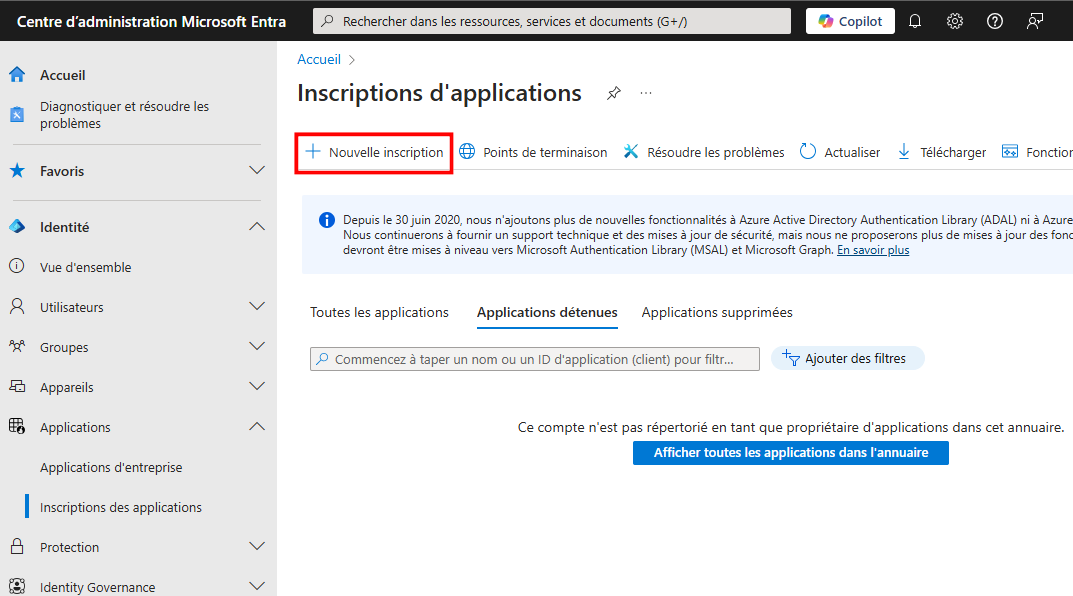 Centre d'administration Microsoft Entra
Rechercher dans les ressources, services et documents (G+/)
Copilot
Accueil
Diagnostiquer et résoudre les
problèmes
Favoris
Identité
Vue d'ensemble
Utilisateurs
Groupes
Appareils
Applications
Applications d'entreprise
Inscriptions des applications
Protection
Identity Governance
Accueil
Inscriptions d'applications
Nouvelle inscription
Points de terminaison
Résoudre les problèmes
Actualiser
Télécharger
Depuis le 30 juin 2020, nous n'ajoutons plus de nouvelles fonctionnalités à Azure Active Directory Authentication Library (ADAL) ni à Azure
Nous continuerons à fournir un support technique et des mises à jour de sécurité, mais nous ne proposerons plus de mises à jour des
devront être mises à niveau vers Microsoft Authentication Library (MSAL) et Microsoft Graph. En savoir plus
Toutes les applications
Applications détenues
Applications supprimées
Commencez à taper un nom ou un ID d'application (client) pour filtr...
Ajouter des filtres
Ce compte n'est pas répertorié en tant que propriétaire d'applications dans cet annuaire.
Afficher toutes les applications dans l'annuaire